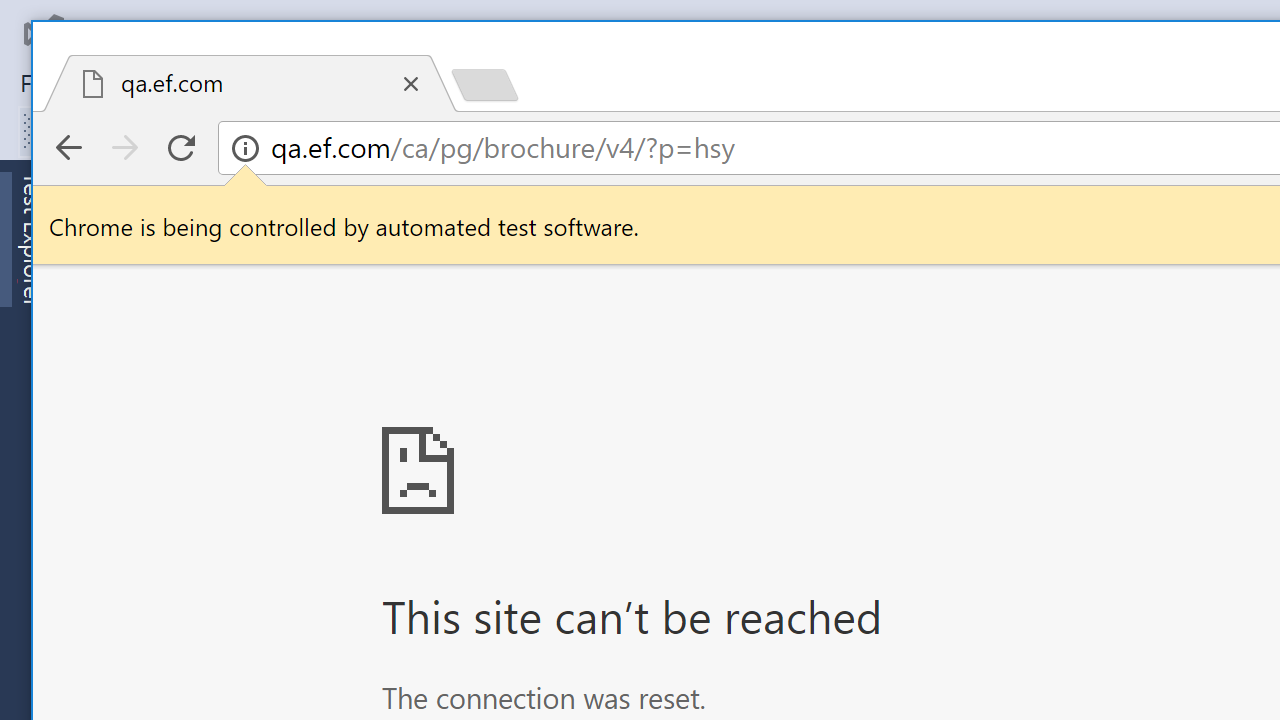 F
qa.ef.com
qa.ef.com/ca/pg/brochure/v4/?p=hsy
Test Explorer
Chrome is being controlled by automated test software.
This site can’t be reached
The connection was reset.